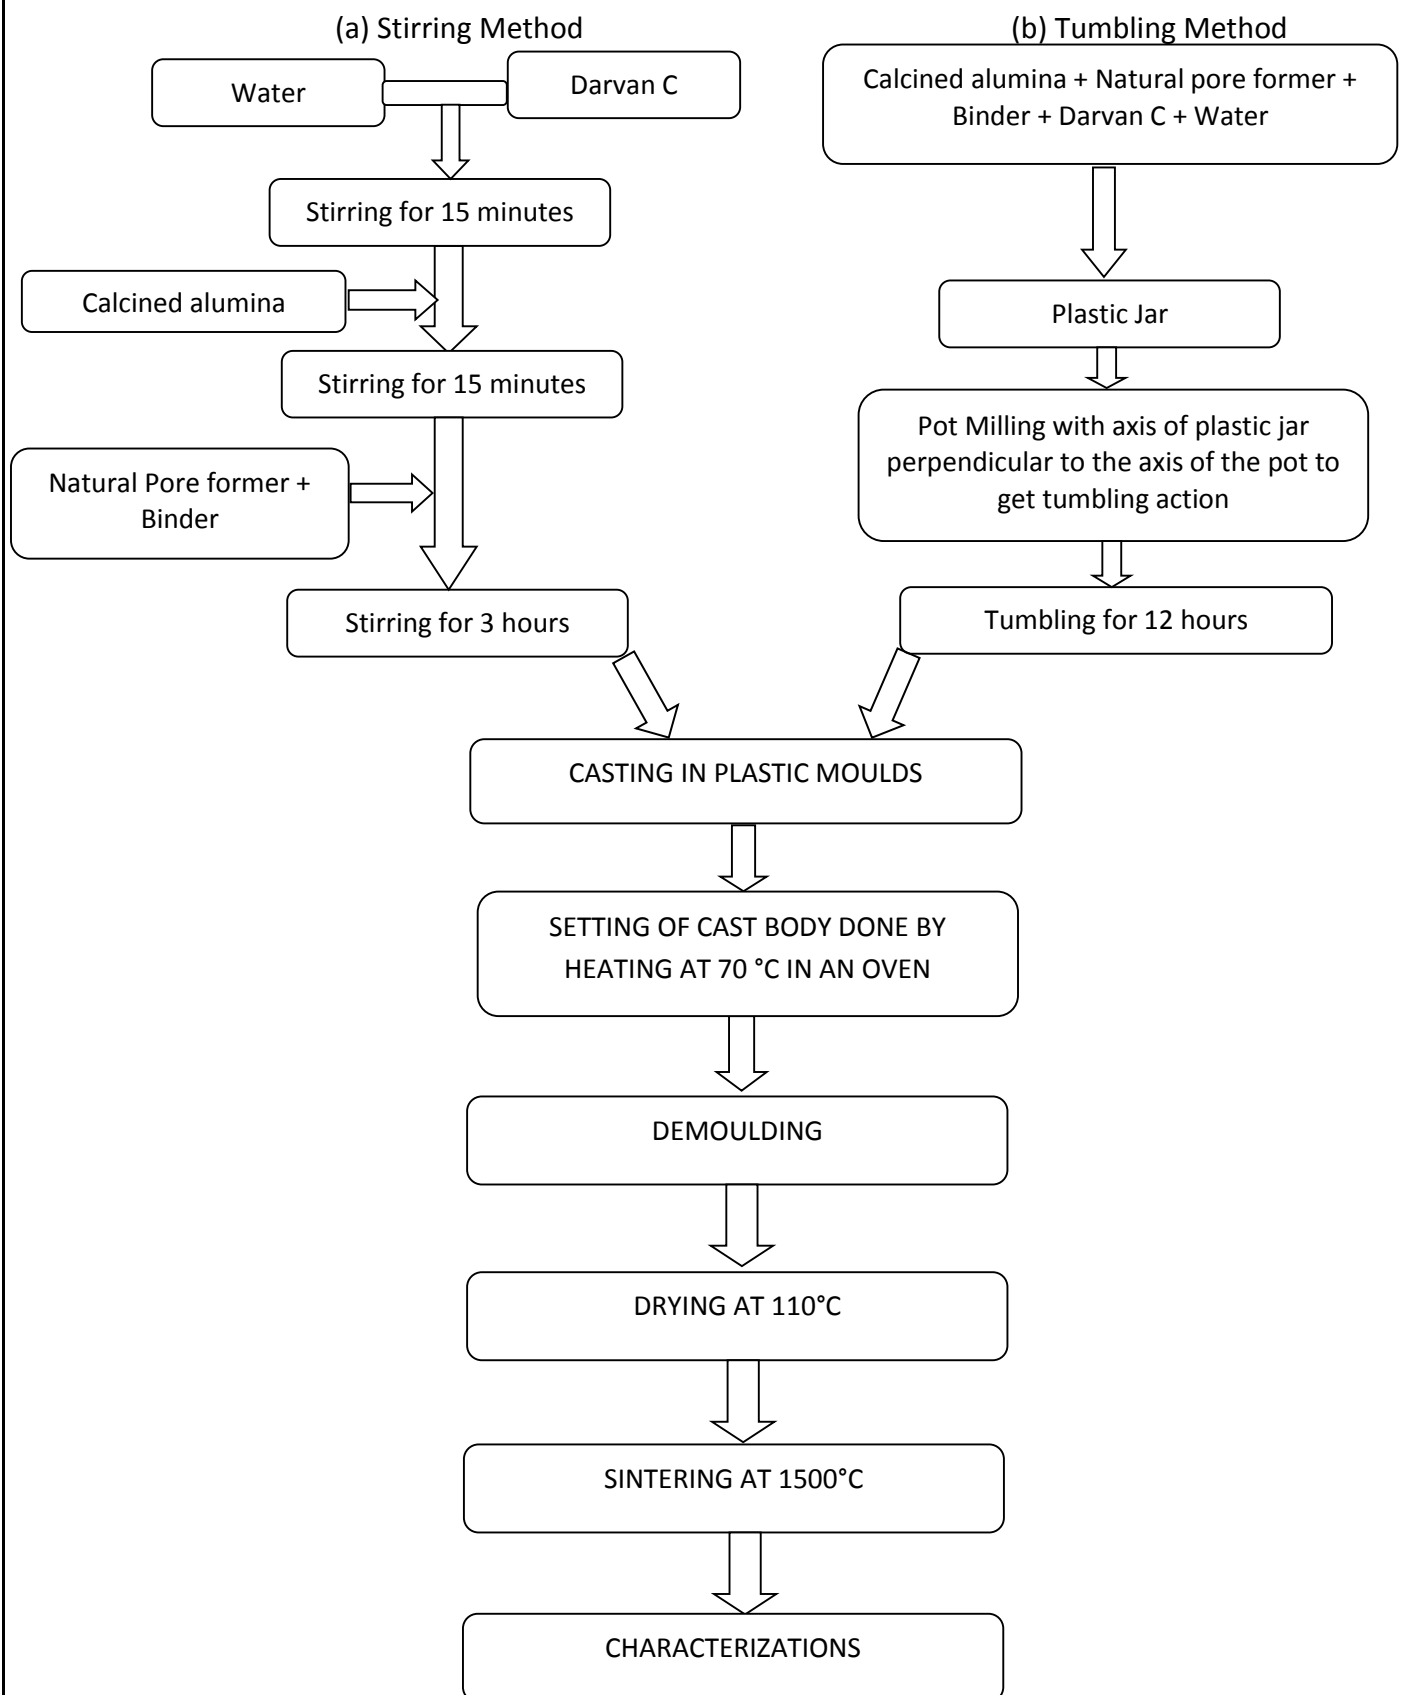 (a) Stirring Method
Water
Darvan C
Stirring for 15 minutes
Calcined alumina
Stirring for 15 minutes
Natural Pore former +
Binder
Stirring for 3 hours
(b) Tumbling Method
Calcined alumina + Natural pore former +
Binder + Darvan C + Water
Plastic Jar
Pot Milling with axis of plastic jar
perpendicular to the axis of the pot to
get tumbling action
Tumbling for 12 hours
CASTING IN PLASTIC MOULDS
SETTING OF CAST BODY DONE BY
HEATING AT 70 °C IN AN OVEN
DEMOULDING
DRYING AT 110°C
SINTERING AT 1500°C
CHARACTERIZATIONS